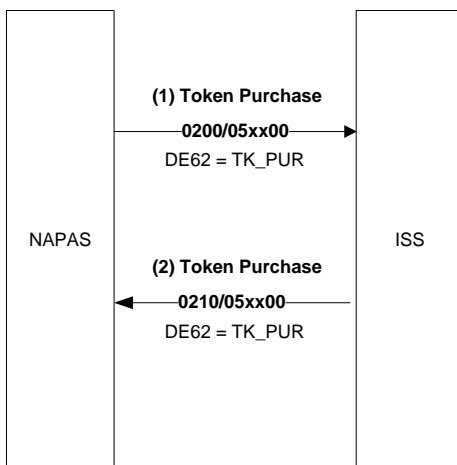 (1) Token Purchase
0200/05xx00
DE62 = TK_PUR
NAPAS
ISS
(2) Token Purchase
0210/05xx00
DE62 = TK_PUR